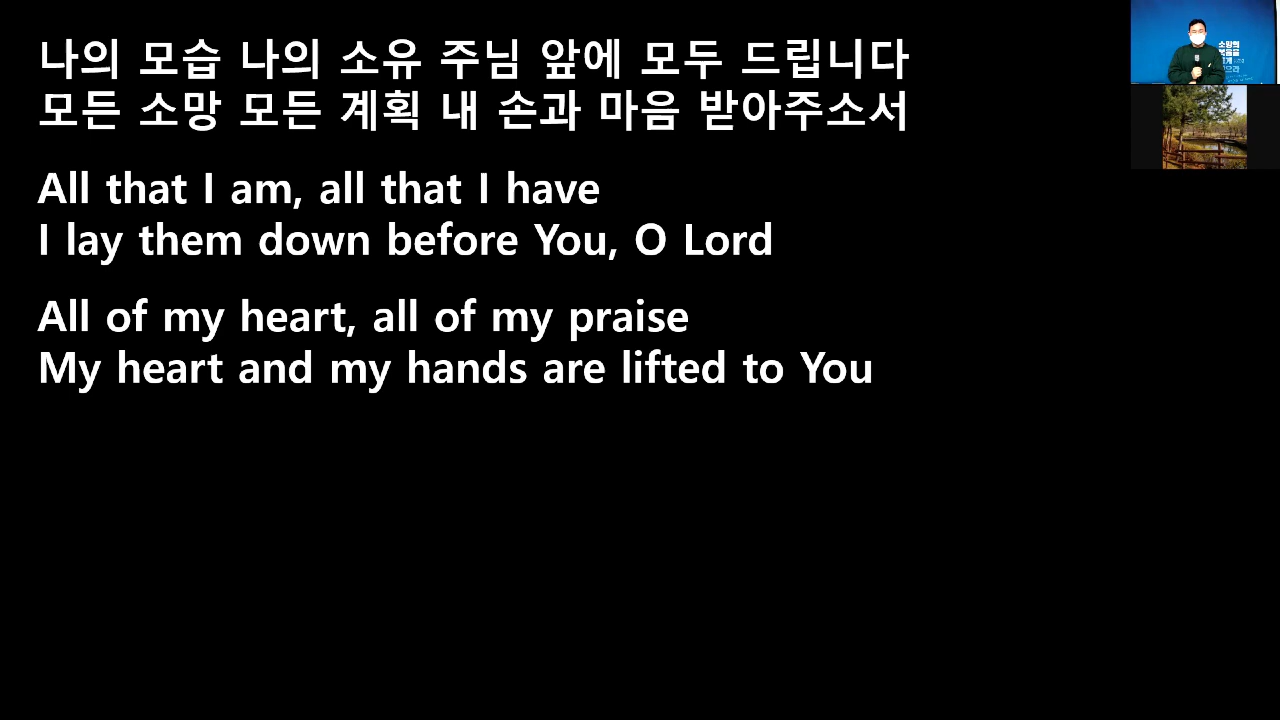 나의 모습 나의 소유 주님 앞에 모두 드립니다
모든 소망 모든 계획 내 손과 마음 받아주소서
All that I am, all that I have
I lay them down before You, O Lord
All of my heart, all of my praise
My heart and my hands are lifted to You
소망의